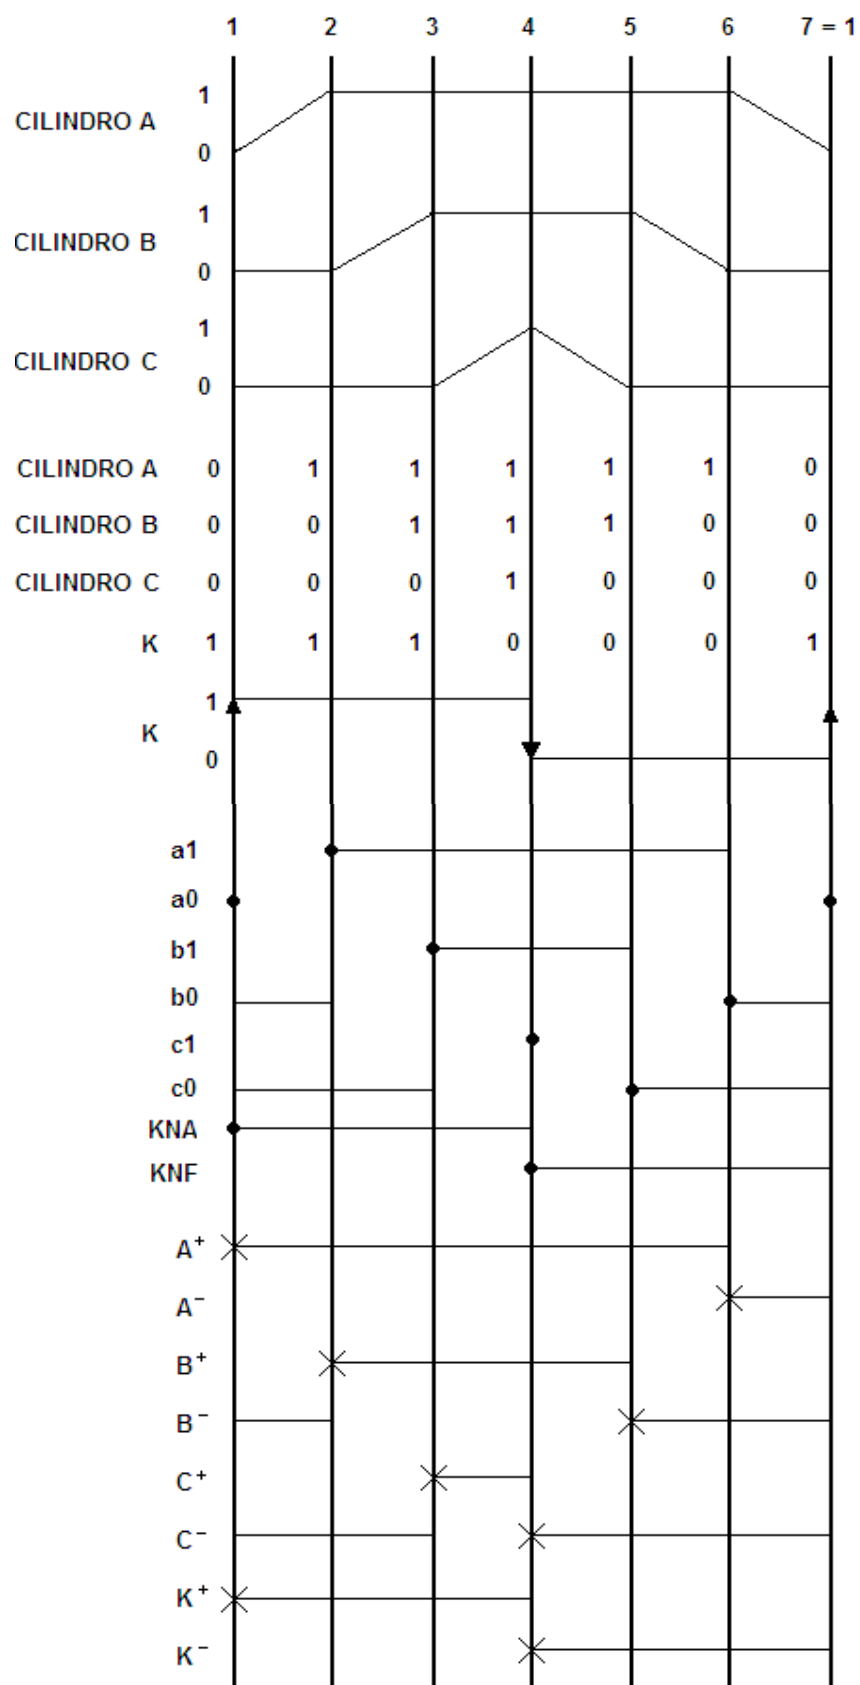 1 2 3 4 5 6 7 = 1
1
CILINDRO A
0
1
CILINDRO B
0
1
CILINDRO C
0
CILINDRO A 0 1 1 1 1 1 0
CILINDRO B 0 0 1 1 1 0 0
CILINDRO C 0 0 0 1 0 0 0
K 1 1 1 0 0 0 1
1
K
0
a1
a0
b1
b0
c1
c0
KNA
KNF
A⁺
A⁻
B⁺
B⁻
C⁺
C⁻
K⁺
K⁻